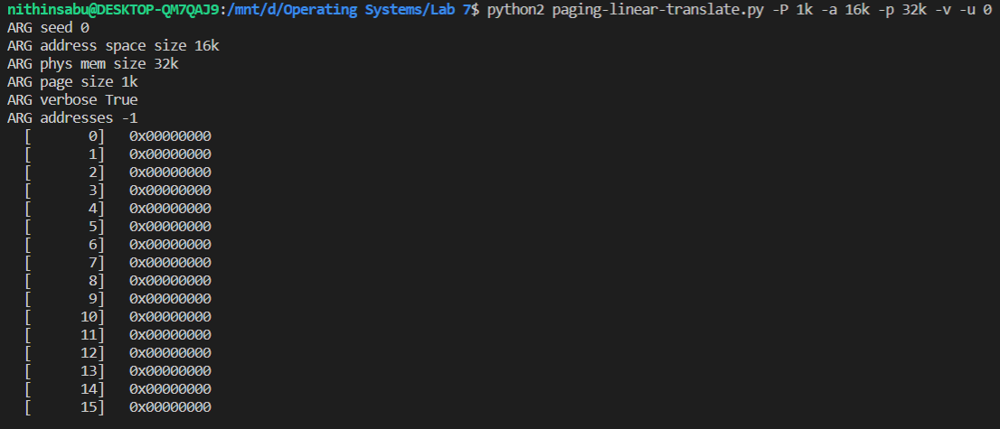 nithinsabu@DESKTOP-QM7QAJ9:/mnt/d/Operating Systems/Lab 7$ python2 paging-linear-translate.py -P 1k -a 16k -p 32k -v -u 0
ARG seed 0
ARG address space size 16k
ARG phys mem size 32k
ARG page size 1k
ARG verbose True
ARG addresses -1
  [       0]   0x00000000
  [       1]   0x00000000
  [       2]   0x00000000
  [       3]   0x00000000
  [       4]   0x00000000
  [       5]   0x00000000
  [       6]   0x00000000
  [       7]   0x00000000
  [       8]   0x00000000
  [       9]   0x00000000
  [      10]   0x00000000
  [      11]   0x00000000
  [      12]   0x00000000
  [      13]   0x00000000
  [      14]   0x00000000
  [      15]   0x00000000